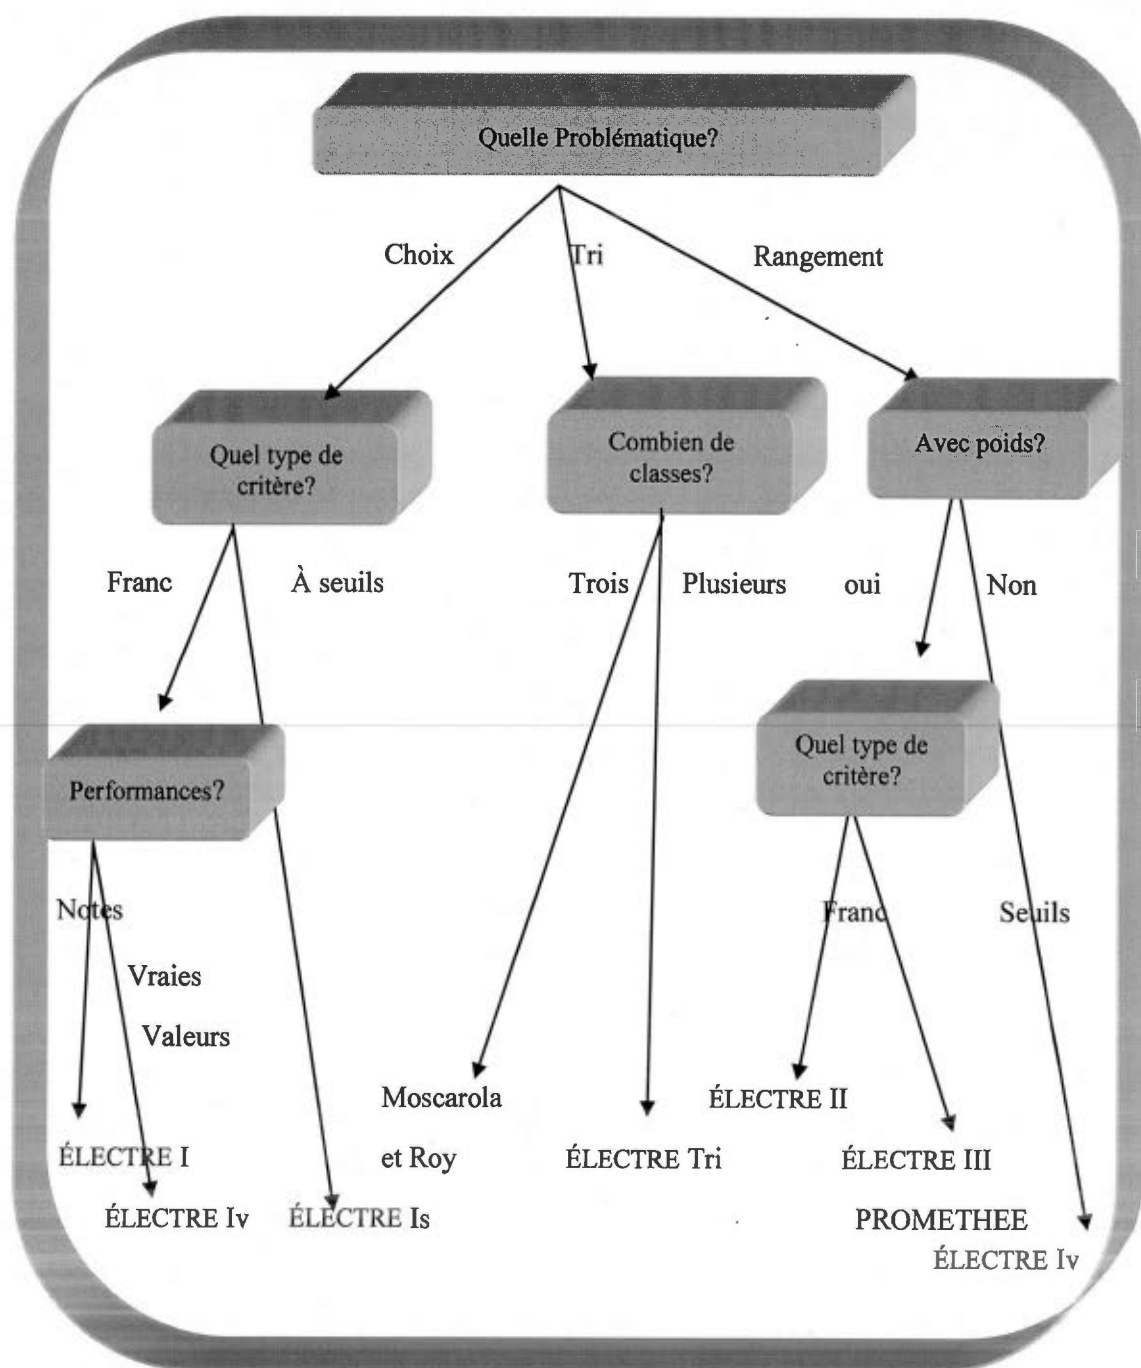 Quelle Problématique?
Choix
Tri
Rangement
Quel type de
critère?
Combien de
classes?
Avec poids?
Franc
À seuils
Trois
Plusieurs
oui
Non
Performances?
Quel type de
critère?
Notes
Franc
Seuils
Vraies
Valeurs
Moscarola
et Roy
ÉLECTRE II
ÉLECTRE I
ÉLECTRE Tri
ÉLECTRE III
PROMETHEE
ÉLECTRE Iv
ÉLECTRE Is
ÉLECTRE Iv